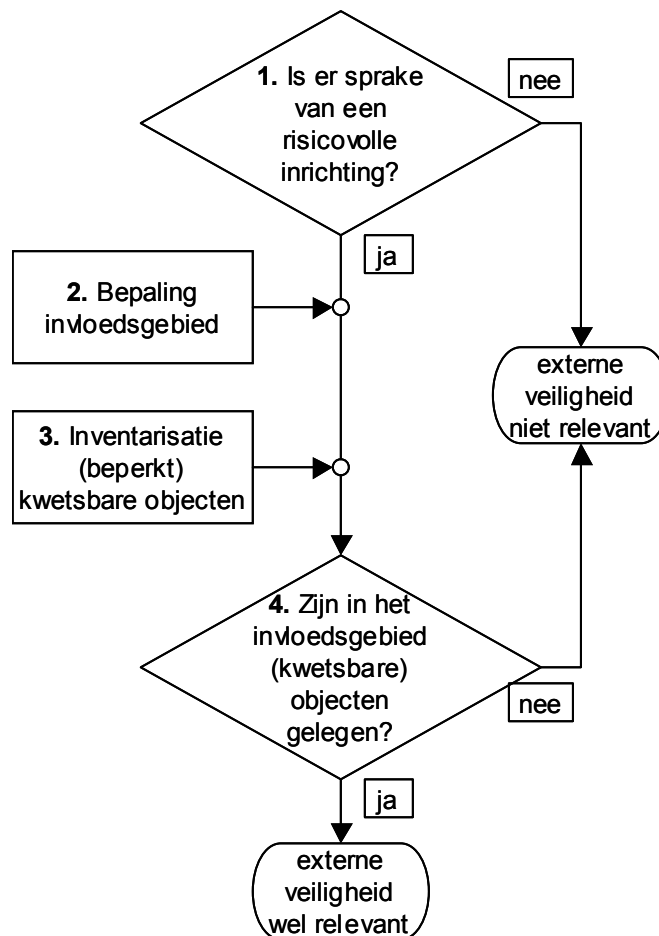 1. Is er sprake
van een
risicovolle
inrichting?
nee
ja
2. Bepaling
invloedsgebied
externe
veiligheid
niet relevant
3. Inventarisatie
(beperkt)
kwetsbare objecten
4. Zijn in het
invloedsgebied
(kwetsbare)
objecten
gelegen?
nee
ja
externe
veiligheid
wel relevant